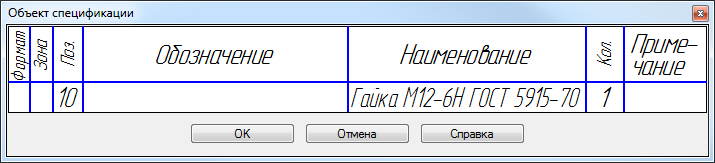 Объект спецификации
Формат Зона Поз. Обозначение Наименование Кол. Приме-
чание
10 Гайка М12-6Н ГОСТ 5915-70 1
OK Отмена Справка